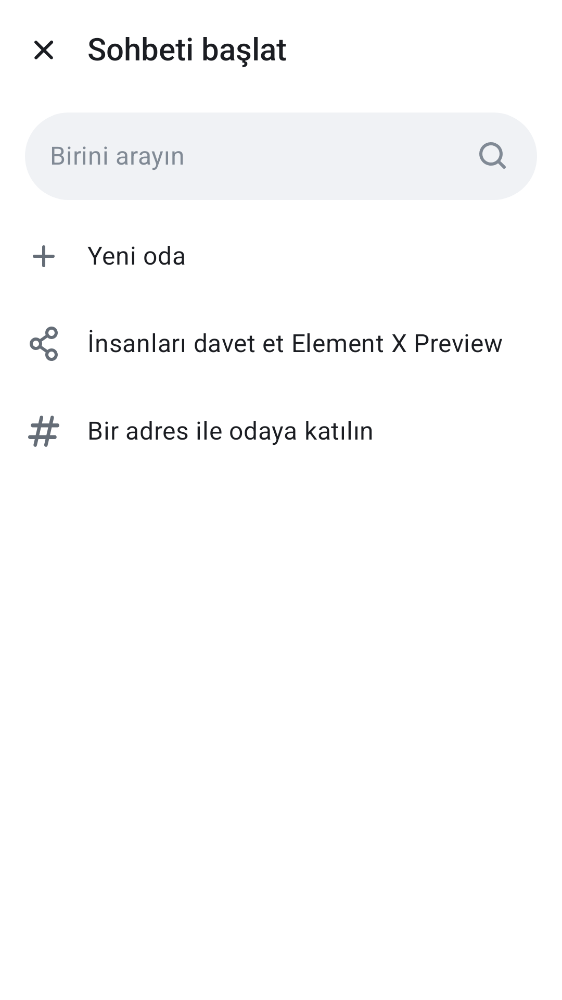 Sohbeti başlat
Birini arayın
Yeni oda
İnsanları davet et Element X Preview
Bir adres ile odaya katılın